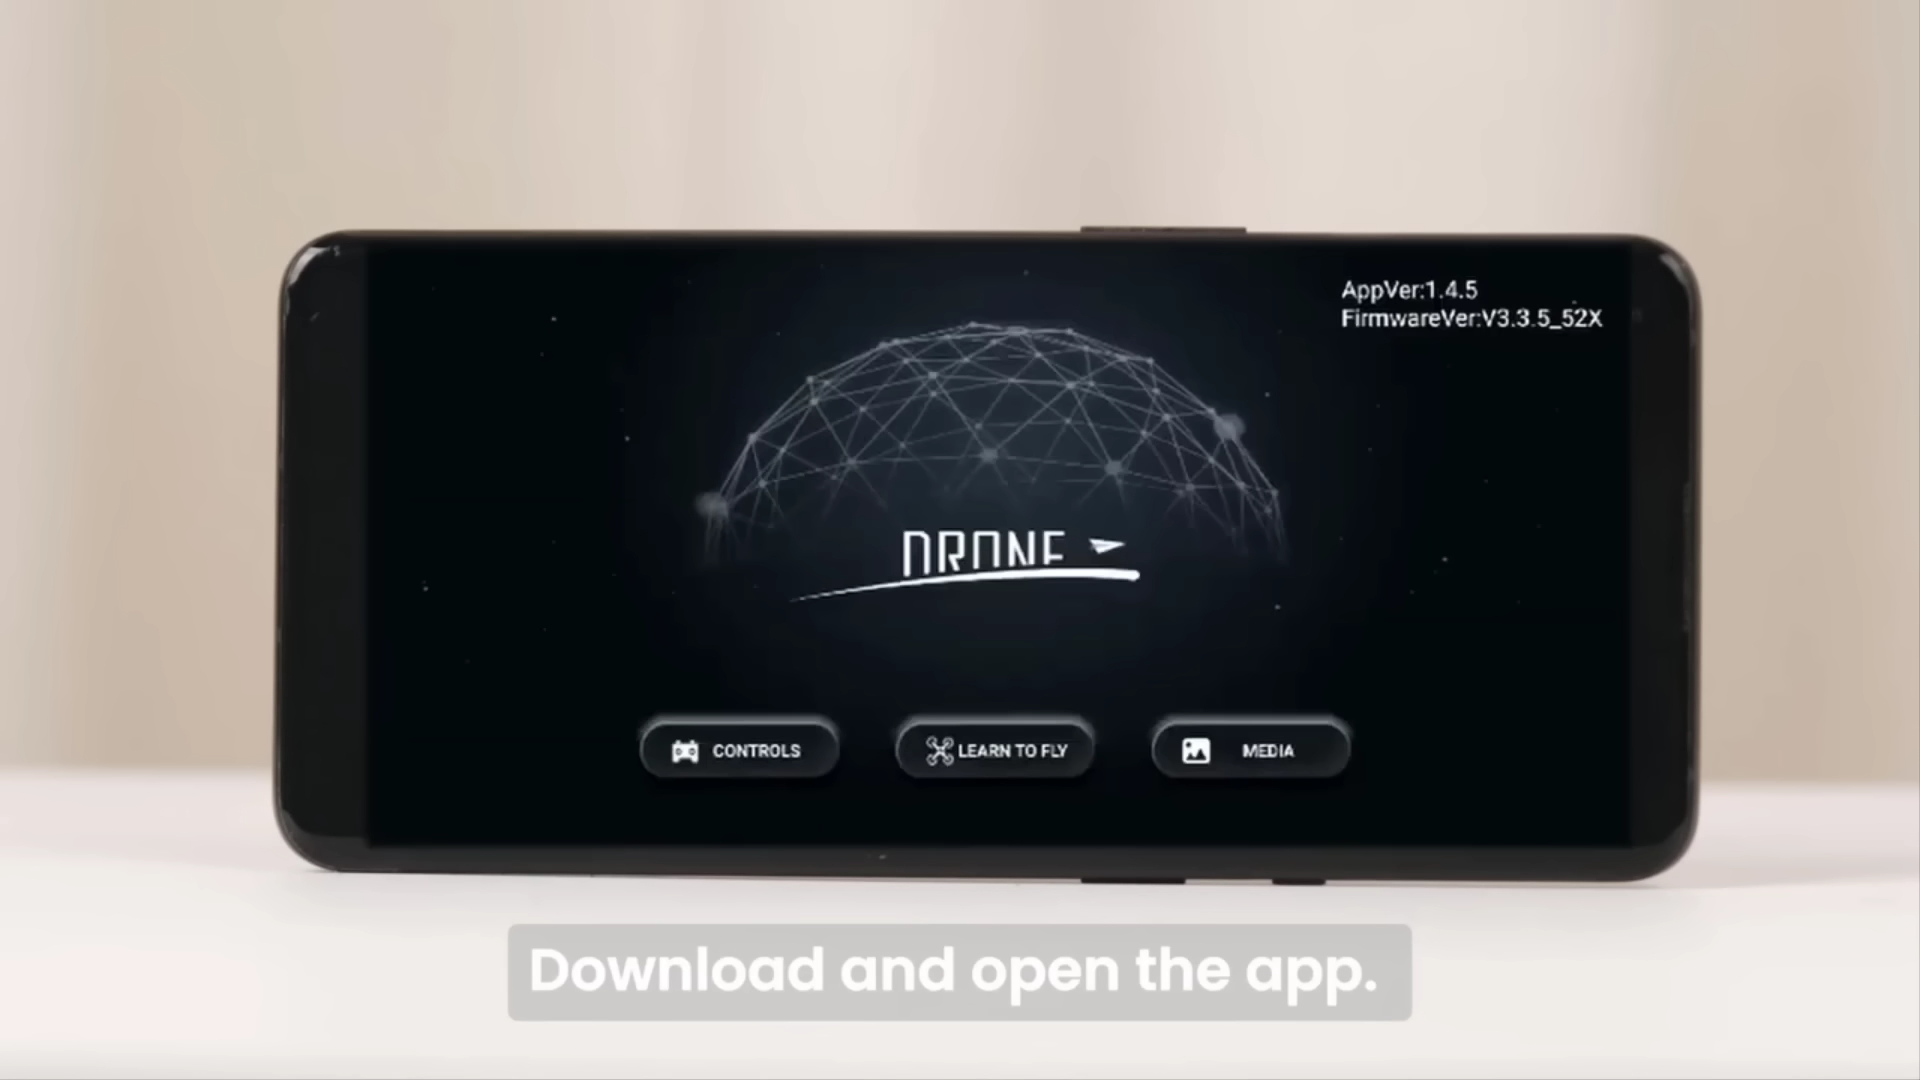 AppVer:1.4.5
FirmwareVer:V3.3.5_52X
DRONE
CONTROLS
LEARN TO FLY
MEDIA
Download and open the app.